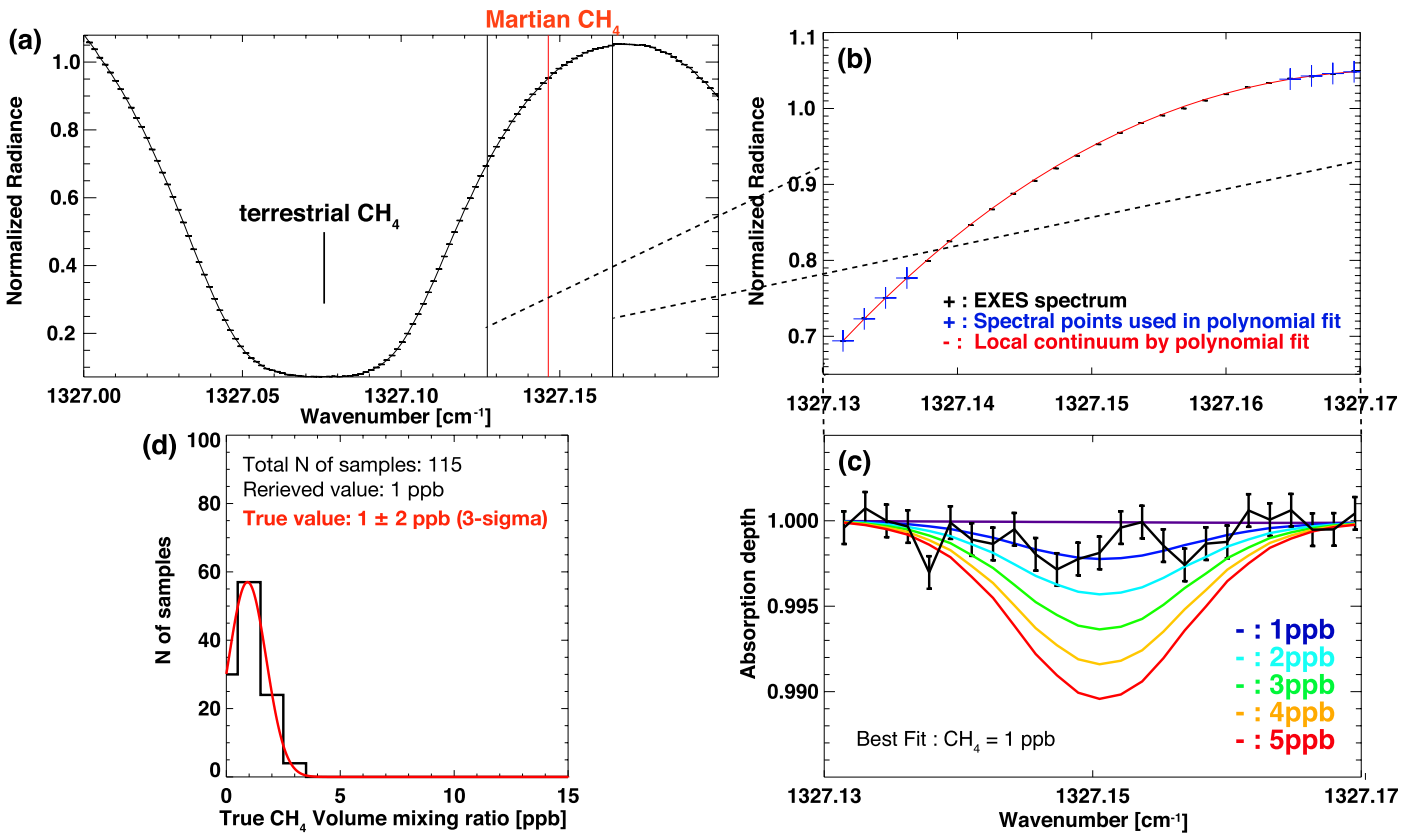 Martian CH4
(a)
1.0
0.8
0.6
0.4
0.2
Normalized Radiance
terrestrial CH4
1327.00
1327.05
1327.10
1327.15
Wavenumber [cm-1]
(b)
1.1
1.0
0.9
0.8
0.7
Normalized Radiance
+ : EXES spectrum
+ : Spectral points used in polynomial fit
- : Local continuum by polynomial fit
1327.13
1327.14
1327.15
1327.16
1327.17
(d)
100
80
60
40
20
0
N of samples
Total N of samples: 115
Rerieved value: 1 ppb
True value: 1 ± 2 ppb (3-sigma)
0
5
10
15
True CH4 Volume mixing ratio [ppb]
(c)
1.000
0.995
0.990
Absorption depth
- : 1ppb
- : 2ppb
- : 3ppb
- : 4ppb
- : 5ppb
Best Fit : CH4 = 1 ppb
1327.13
1327.15
1327.17
Wavenumber [cm-1]